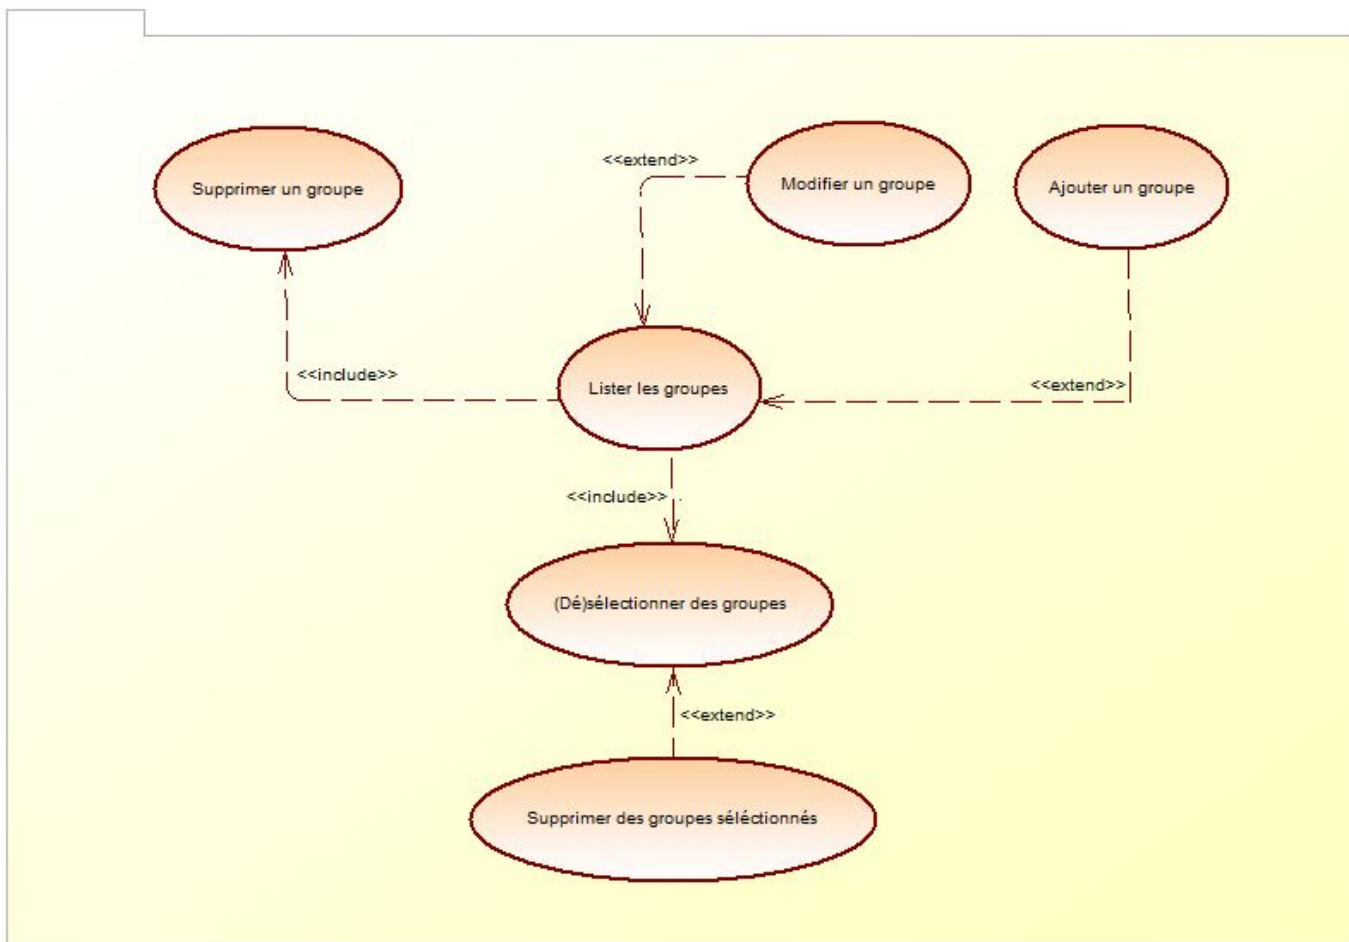 <<extend>>
Modifier un groupe
Ajouter un groupe
Supprimer un groupe
<<include>>
Lister les groupes
<<extend>>
<<include>>
(Dé)sélectionner des groupes
<<extend>>
Supprimer des groupes séléctionnés